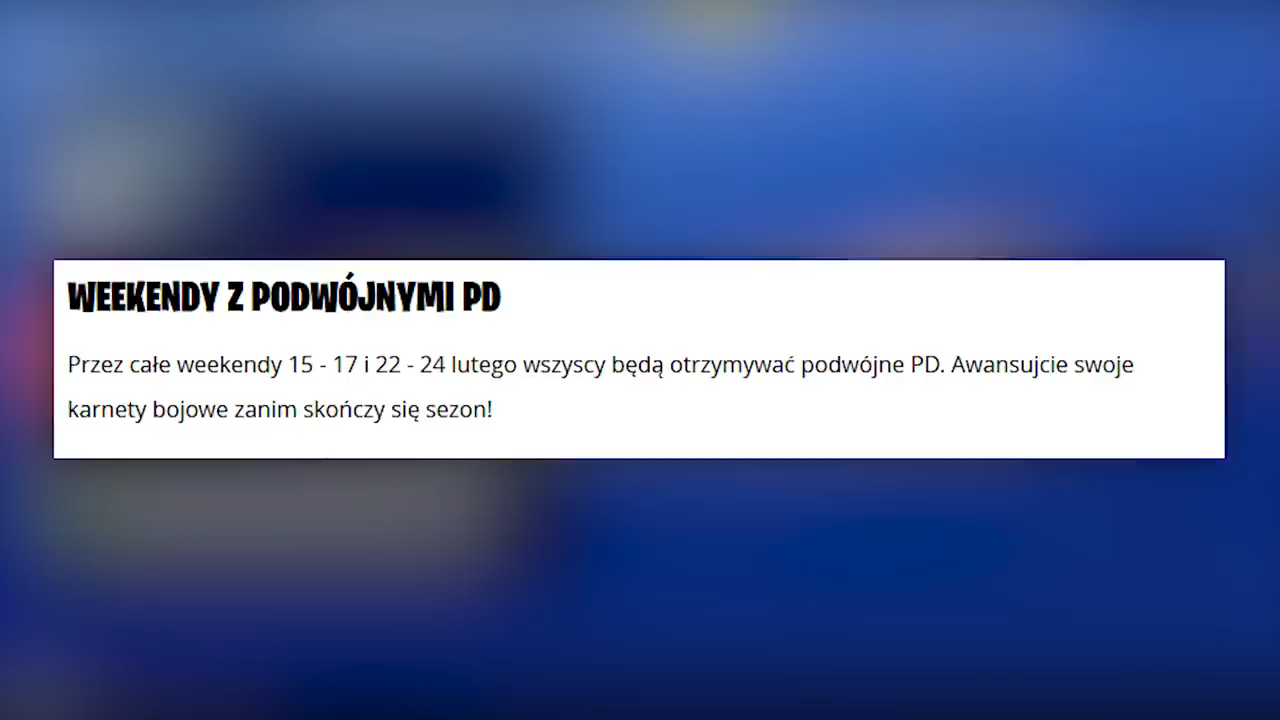 WEEKENDY Z PODWÓJNYMI PD
Przez całe weekendy 15 - 17 i 22 - 24 lutego wszyscy będą otrzymywać podwójne PD. Awansujcie swoje
karnety bojowe zanim skończy się sezon!